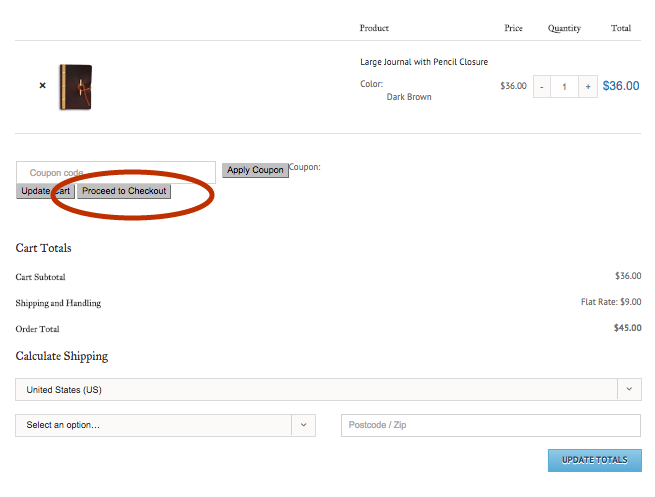 Product Price Quantity Total
Large Journal with Pencil Closure
Color:
Dark Brown
× $36.00 - 1 + $36.00
Coupon code Apply Coupon Coupon:
Update Cart Proceed to Checkout
Cart Totals
Cart Subtotal $36.00
Shipping and Handling Flat Rate: $9.00
Order Total $45.00
Calculate Shipping
United States (US)
Select an option... Postcode / Zip
UPDATE TOTALS